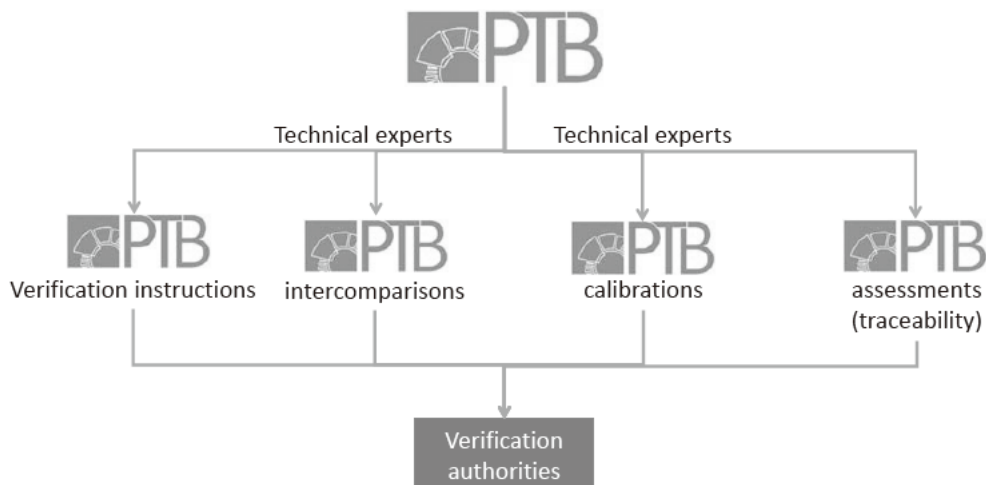 PTB
Technical experts Technical experts
PTB PTB PTB PTB
Verification instructions intercomparisons calibrations assessments
(traceability)
Verification
authorities